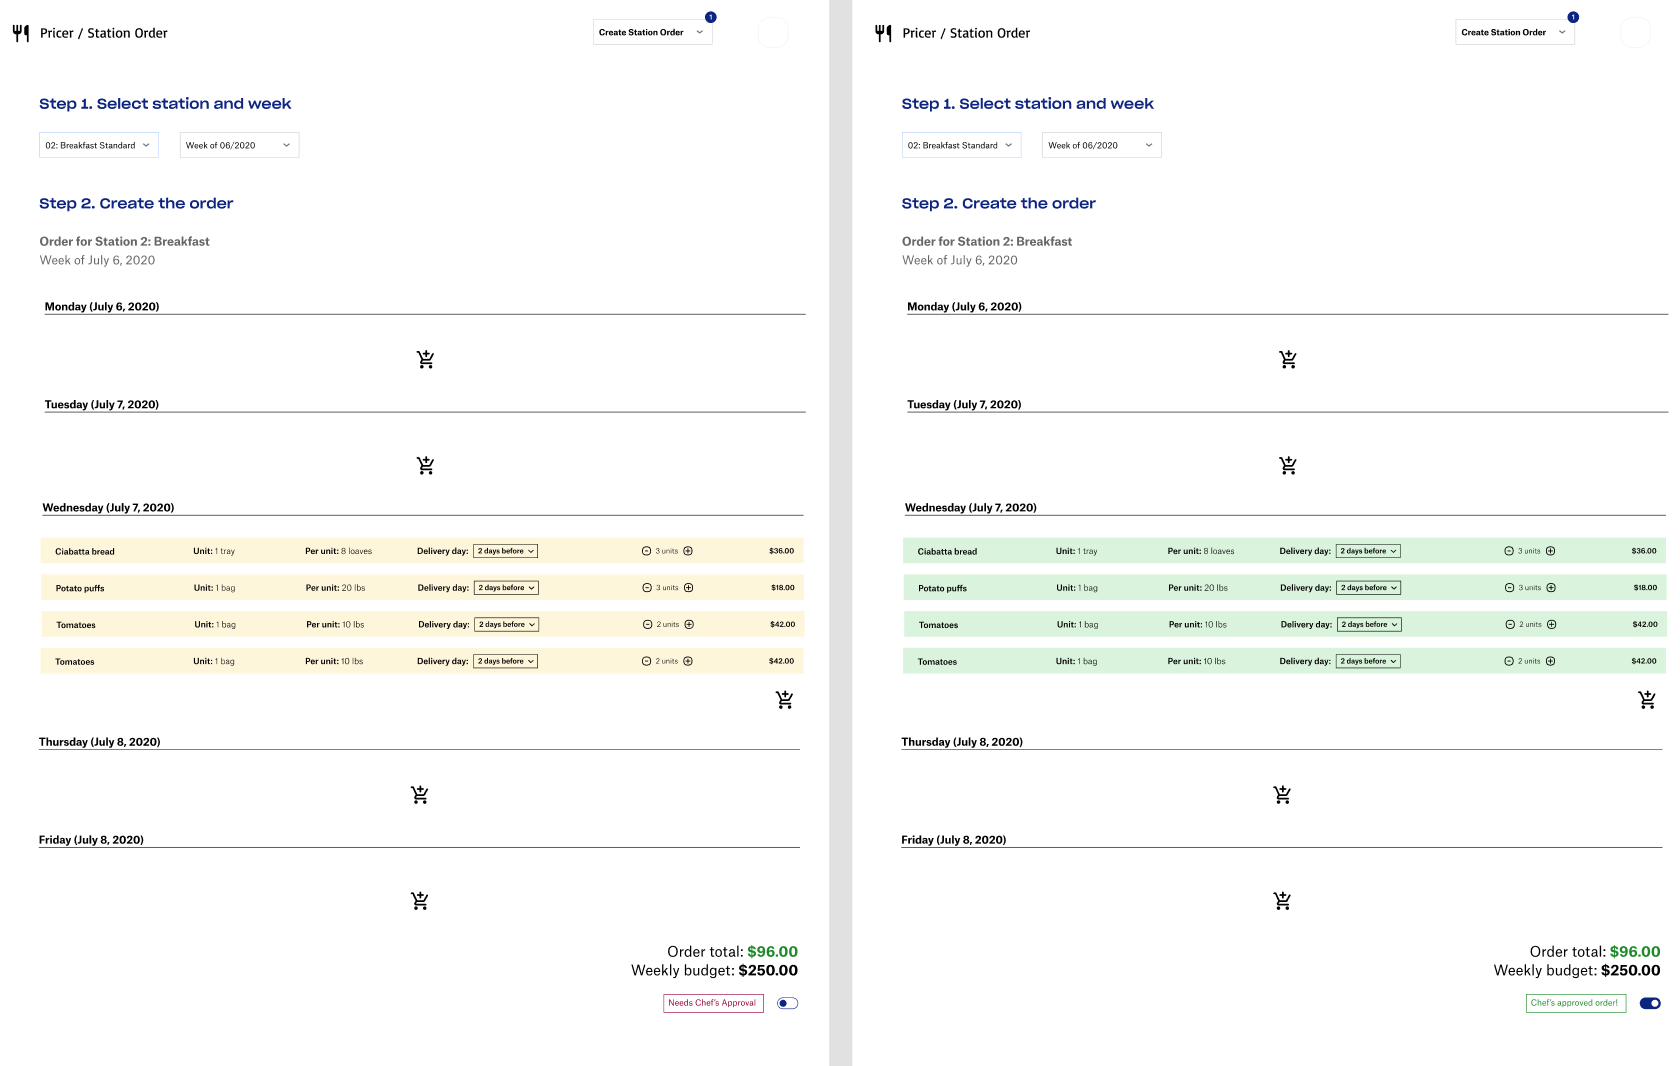 Pricer / Station Order
Create Station Order
1
Step 1. Select station and week
02: Breakfast Standard
Week of 06/2020
Step 2. Create the order
Order for Station 2: Breakfast
Week of July 6, 2020
Monday (July 6, 2020)
Tuesday (July 7, 2020)
Wednesday (July 7, 2020)
Ciabatta bread Unit: 1 tray Per unit: 8 loaves Delivery day: 2 days before 3 units $36.00
Potato puffs Unit: 1 bag Per unit: 20 lbs Delivery day: 2 days before 3 units $18.00
Tomatoes Unit: 1 bag Per unit: 10 lbs Delivery day: 2 days before 2 units $42.00
Tomatoes Unit: 1 bag Per unit: 10 lbs Delivery day: 2 days before 2 units $42.00
Thursday (July 8, 2020)
Friday (July 8, 2020)
Order total: $96.00
Weekly budget: $250.00
Needs Chef's Approval
Pricer / Station Order
Create Station Order
1
Step 1. Select station and week
02: Breakfast Standard
Week of 06/2020
Step 2. Create the order
Order for Station 2: Breakfast
Week of July 6, 2020
Monday (July 6, 2020)
Tuesday (July 7, 2020)
Wednesday (July 7, 2020)
Ciabatta bread Unit: 1 tray Per unit: 8 loaves Delivery day: 2 days before 3 units $36.00
Potato puffs Unit: 1 bag Per unit: 20 lbs Delivery day: 2 days before 3 units $18.00
Tomatoes Unit: 1 bag Per unit: 10 lbs Delivery day: 2 days before 2 units $42.00
Tomatoes Unit: 1 bag Per unit: 10 lbs Delivery day: 2 days before 2 units $42.00
Thursday (July 8, 2020)
Friday (July 8, 2020)
Order total: $96.00
Weekly budget: $250.00
Chef's approved order!